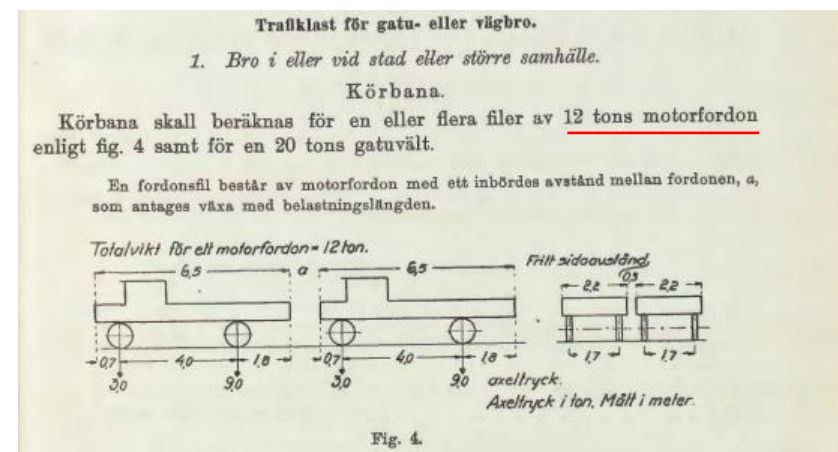 Trafiklast för gatu- eller vägbro.
1. Bro i eller vid stad eller större samhälle.
Körbana.
Körbana skall beräknas för en eller flera filer av 12 tons motorfordon
enligt fig. 4 samt för en 20 tons gatuvält.
En fordonsfil består av motorfordon med ett inbördes avstånd mellan fordonen, a,
som antages växa med belastningslängden.
Totalvikt för ett motorfordon = 12 ton.
Fritt sidoavstånd
6,5 a 6,5 2,2 0,3 2,2
0,7 4,0 1,8 0,7 4,0 1,8 1,7 1,7
3,0 9,0 3,0 9,0 axeltryck.
Axeltryck i ton, Mått i meter.
Fig. 4.